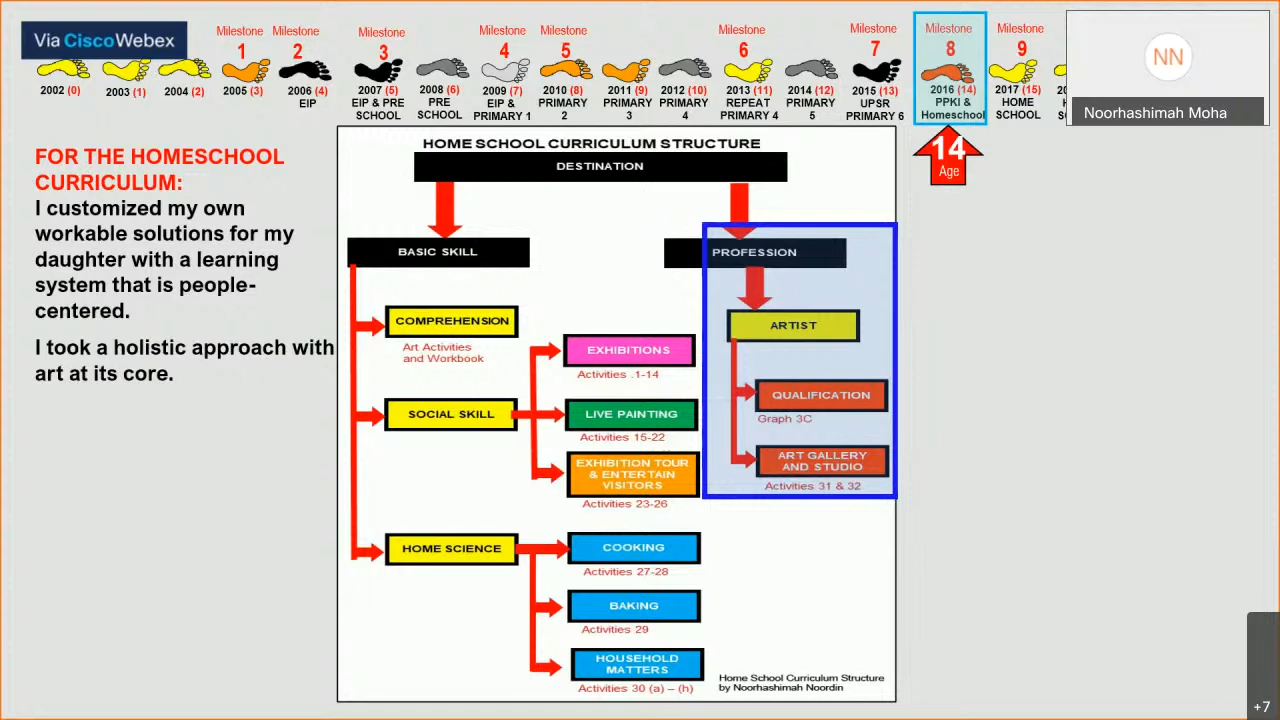 Via CiscoWebex
Milestone
1
Milestone
2
Milestone
3
Milestone
4
Milestone
5
Milestone
6
Milestone
7
Milestone
8
Milestone
9
2002 (0)
2003 (1)
2004 (2)
2005 (3)
2006 (4)
EIP
2007 (5)
EIP & PRE
SCHOOL
2008 (6)
PRE
SCHOOL
2009 (7)
EIP &
PRIMARY 1
2010 (8)
PRIMARY
2
2011 (9)
PRIMARY
3
2012 (10)
PRIMARY
4
2013 (11)
REPEAT
PRIMARY 4
2014 (12)
PRIMARY
5
2015 (13)
UPSR
PRIMARY 6
2016 (14)
PPKI &
Homeschool
2017 (15)
HOME
SCHOOL
NN
Noorhashimah Moha
14
Age
FOR THE HOMESCHOOL
CURRICULUM:
I customized my own
workable solutions for my
daughter with a learning
system that is people-
centered.
I took a holistic approach with
art at its core.
HOME SCHOOL CURRICULUM STRUCTURE
DESTINATION
BASIC SKILL
PROFESSION
COMPREHENSION
Art Activities
and Workbook
SOCIAL SKILL
EXHIBITIONS
Activities .1-14
LIVE PAINTING
Activities 15-22
EXHIBITION TOUR
& ENTERTAIN
VISITORS
Activities 23-26
ARTIST
QUALIFICATION
Graph 3C
ART GALLERY
AND STUDIO
Activities 31 & 32
HOME SCIENCE
COOKING
Activities 27-28
BAKING
Activities 29
HOUSEHOLD
MATTERS
Activities 30 (a) – (h)
Home School Curriculum Structure
by Noorhashimah Noordin
+7